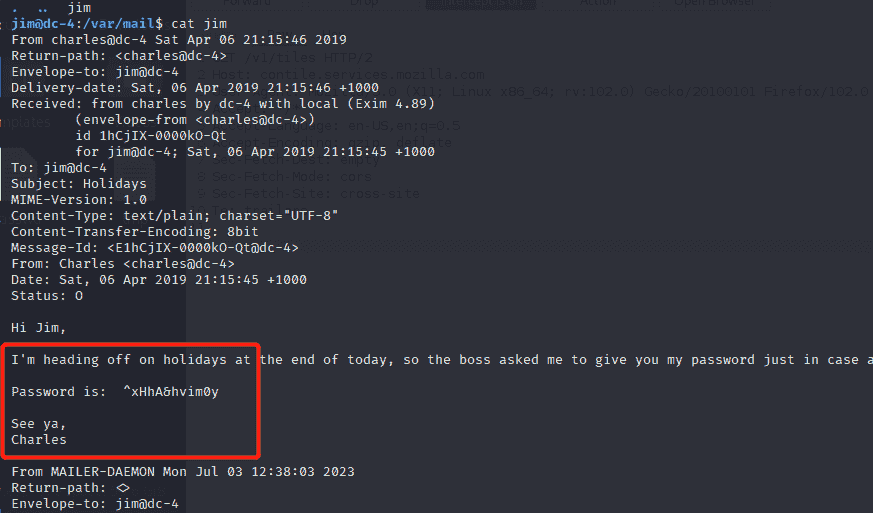 . .. jim
jim@dc-4:/var/mail$ cat jim
From charles@dc-4 Sat Apr 06 21:15:46 2019
Return-path: <charles@dc-4>
Envelope-to: jim@dc-4
Delivery-date: Sat, 06 Apr 2019 21:15:46 +1000
Received: from charles by dc-4 with local (Exim 4.89)
(envelope-from <charles@dc-4>)
id 1hCjIX-0000kO-Qt
for jim@dc-4; Sat, 06 Apr 2019 21:15:45 +1000
To: jim@dc-4
Subject: Holidays
MIME-Version: 1.0
Content-Type: text/plain; charset="UTF-8"
Content-Transfer-Encoding: 8bit
Message-Id: <E1hCjIX-0000kO-Qt@dc-4>
From: Charles <charles@dc-4>
Date: Sat, 06 Apr 2019 21:15:45 +1000
Status: O
Hi Jim,
I'm heading off on holidays at the end of today, so the boss asked me to give you my password just in case a
Password is:  ^xHhA&hvim0y
See ya,
Charles
From MAILER-DAEMON Mon Jul 03 12:38:03 2023
Return-path: <>
Envelope-to: jim@dc-4